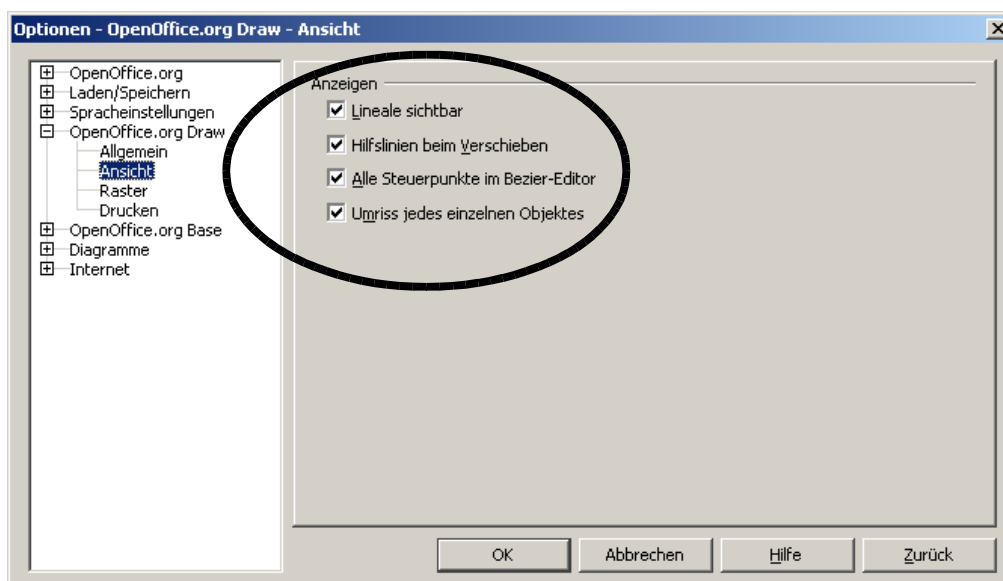 Optionen - OpenOffice.org Draw - Ansicht
OpenOffice.org
Laden/Speichern
Spracheinstellungen
OpenOffice.org Draw
Allgemein
Ansicht
Raster
Drucken
OpenOffice.org Base
Diagramme
Internet
Anzeigen
Lineale sichtbar
Hilfslinien beim Verschieben
Alle Steuerpunkte im Bezier-Editor
Umriss jedes einzelnen Objektes
OK
Abbrechen
Hilfe
Zurück